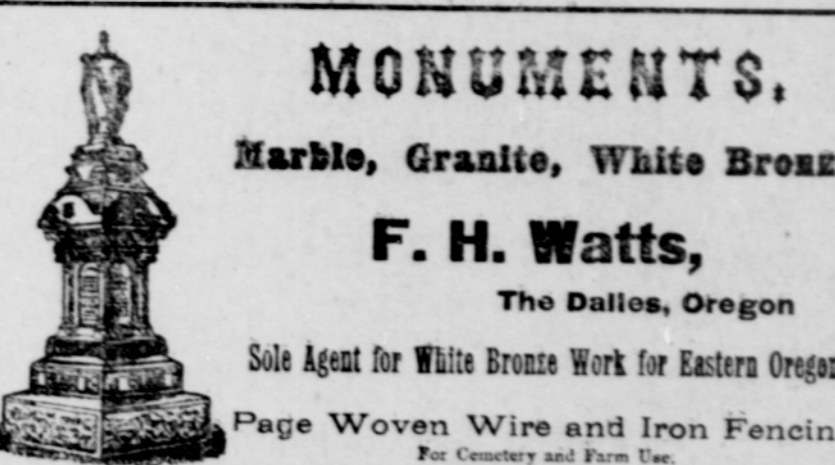 MONUMENTS.
Marble, Granite, White Bronz
F. H. Watts,
The Dalles, Oregon
Sole Agent for White Bronze Work for Eastern Oregon
Page Woven Wire and Iron Fencin
For Cemetery and Farm Use.